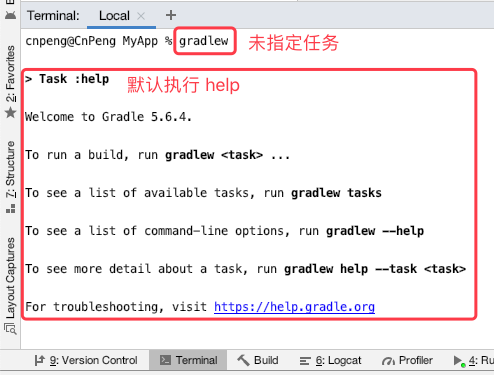 Terminal: Local × +
cnpeng@CnPeng MyApp % gradlew 未指定任务
> Task :help 默认执行 help
Welcome to Gradle 5.6.4.
To run a build, run gradlew <task> ...
To see a list of available tasks, run gradlew tasks
To see a list of command-line options, run gradlew --help
To see more detail about a task, run gradlew help --task <task>
For troubleshooting, visit https://help.gradle.org
2: Favorites
7: Structure
Layout Captures
9: Version Control
Terminal
Build
6: Logcat
Profiler
4: Ru